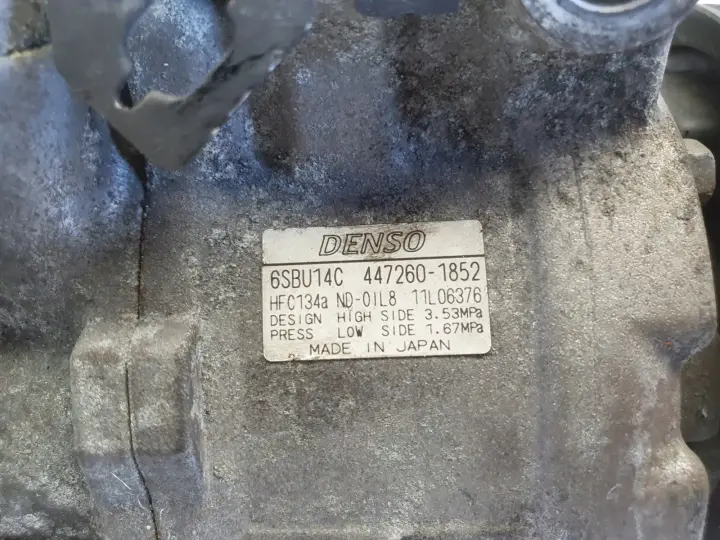 DENSO
6SBU14C 447260-1852
HFC134a ND-OIL8 11L06376
DESIGN HIGH SIDE 3.53MPa
PRESS LOW SIDE 1.67MPa
MADE IN JAPAN